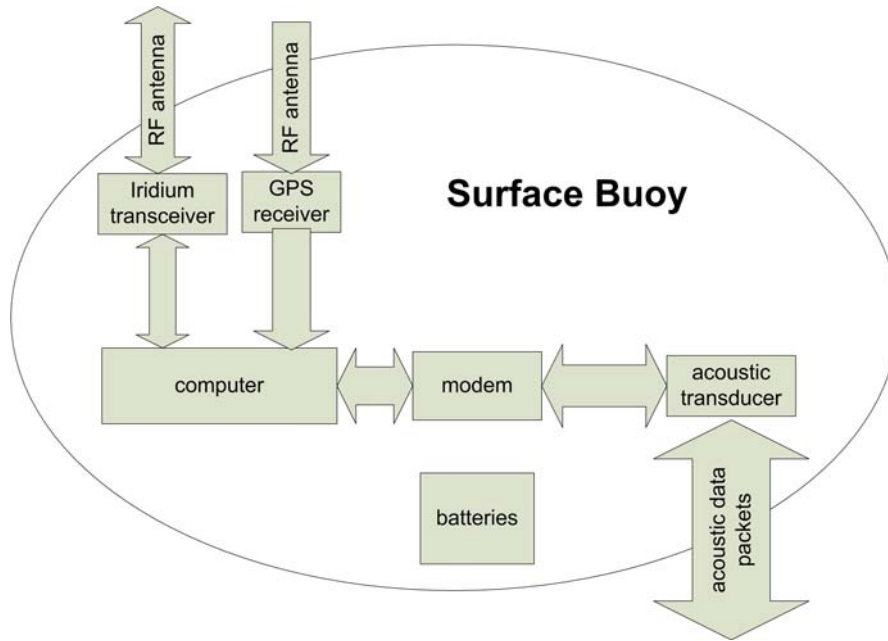 RF antenna
RF antenna
Iridium
transceiver
GPS
receiver
Surface Buoy
computer
modem
acoustic
transducer
batteries
acoustic data
packets